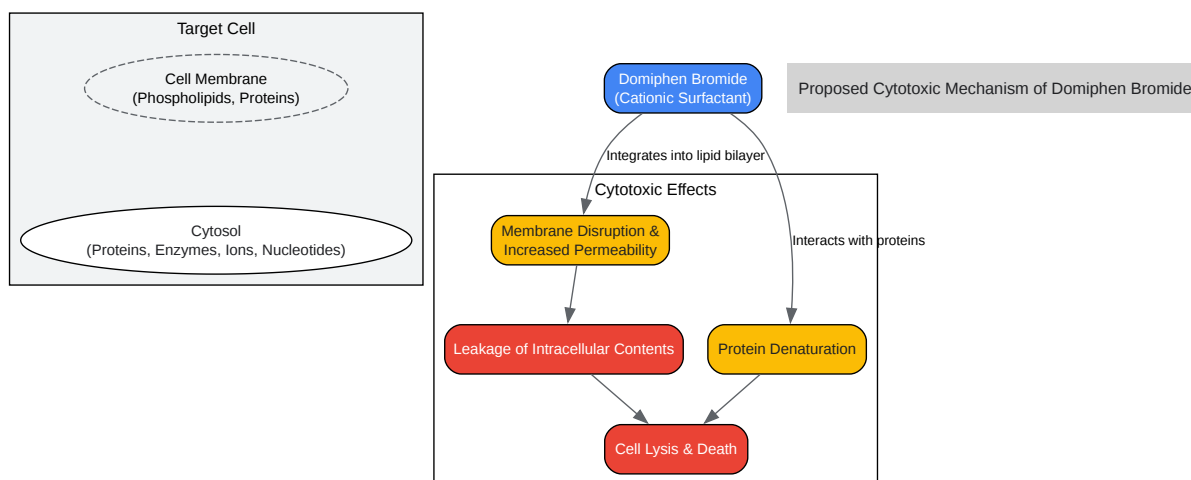 Target Cell
Cell Membrane
(Phospholipids, Proteins)
Cytosol
(Proteins, Enzymes, Ions, Nucleotides)
Domiphen Bromide
(Cationic Surfactant)
Proposed Cytotoxic Mechanism of Domiphen Bromide
Integrates into lipid bilayer
Cytotoxic Effects
Membrane Disruption &
Increased Permeability
Interacts with proteins
Leakage of Intracellular Contents
Protein Denaturation
Cell Lysis & Death